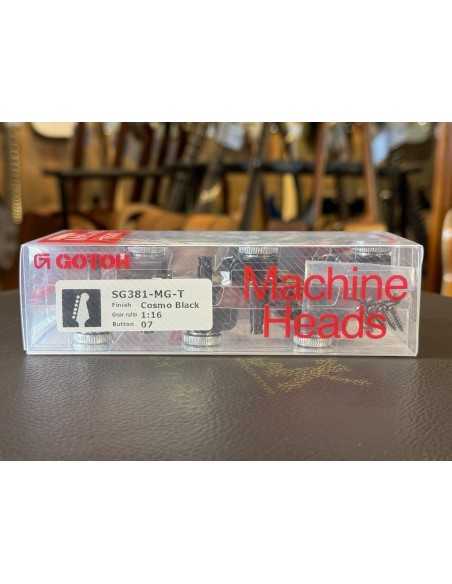 GOTOH
SG381-MG-T
Finish Cosmo Black
Gear ratio 1:16
Button 07
Machine
Heads